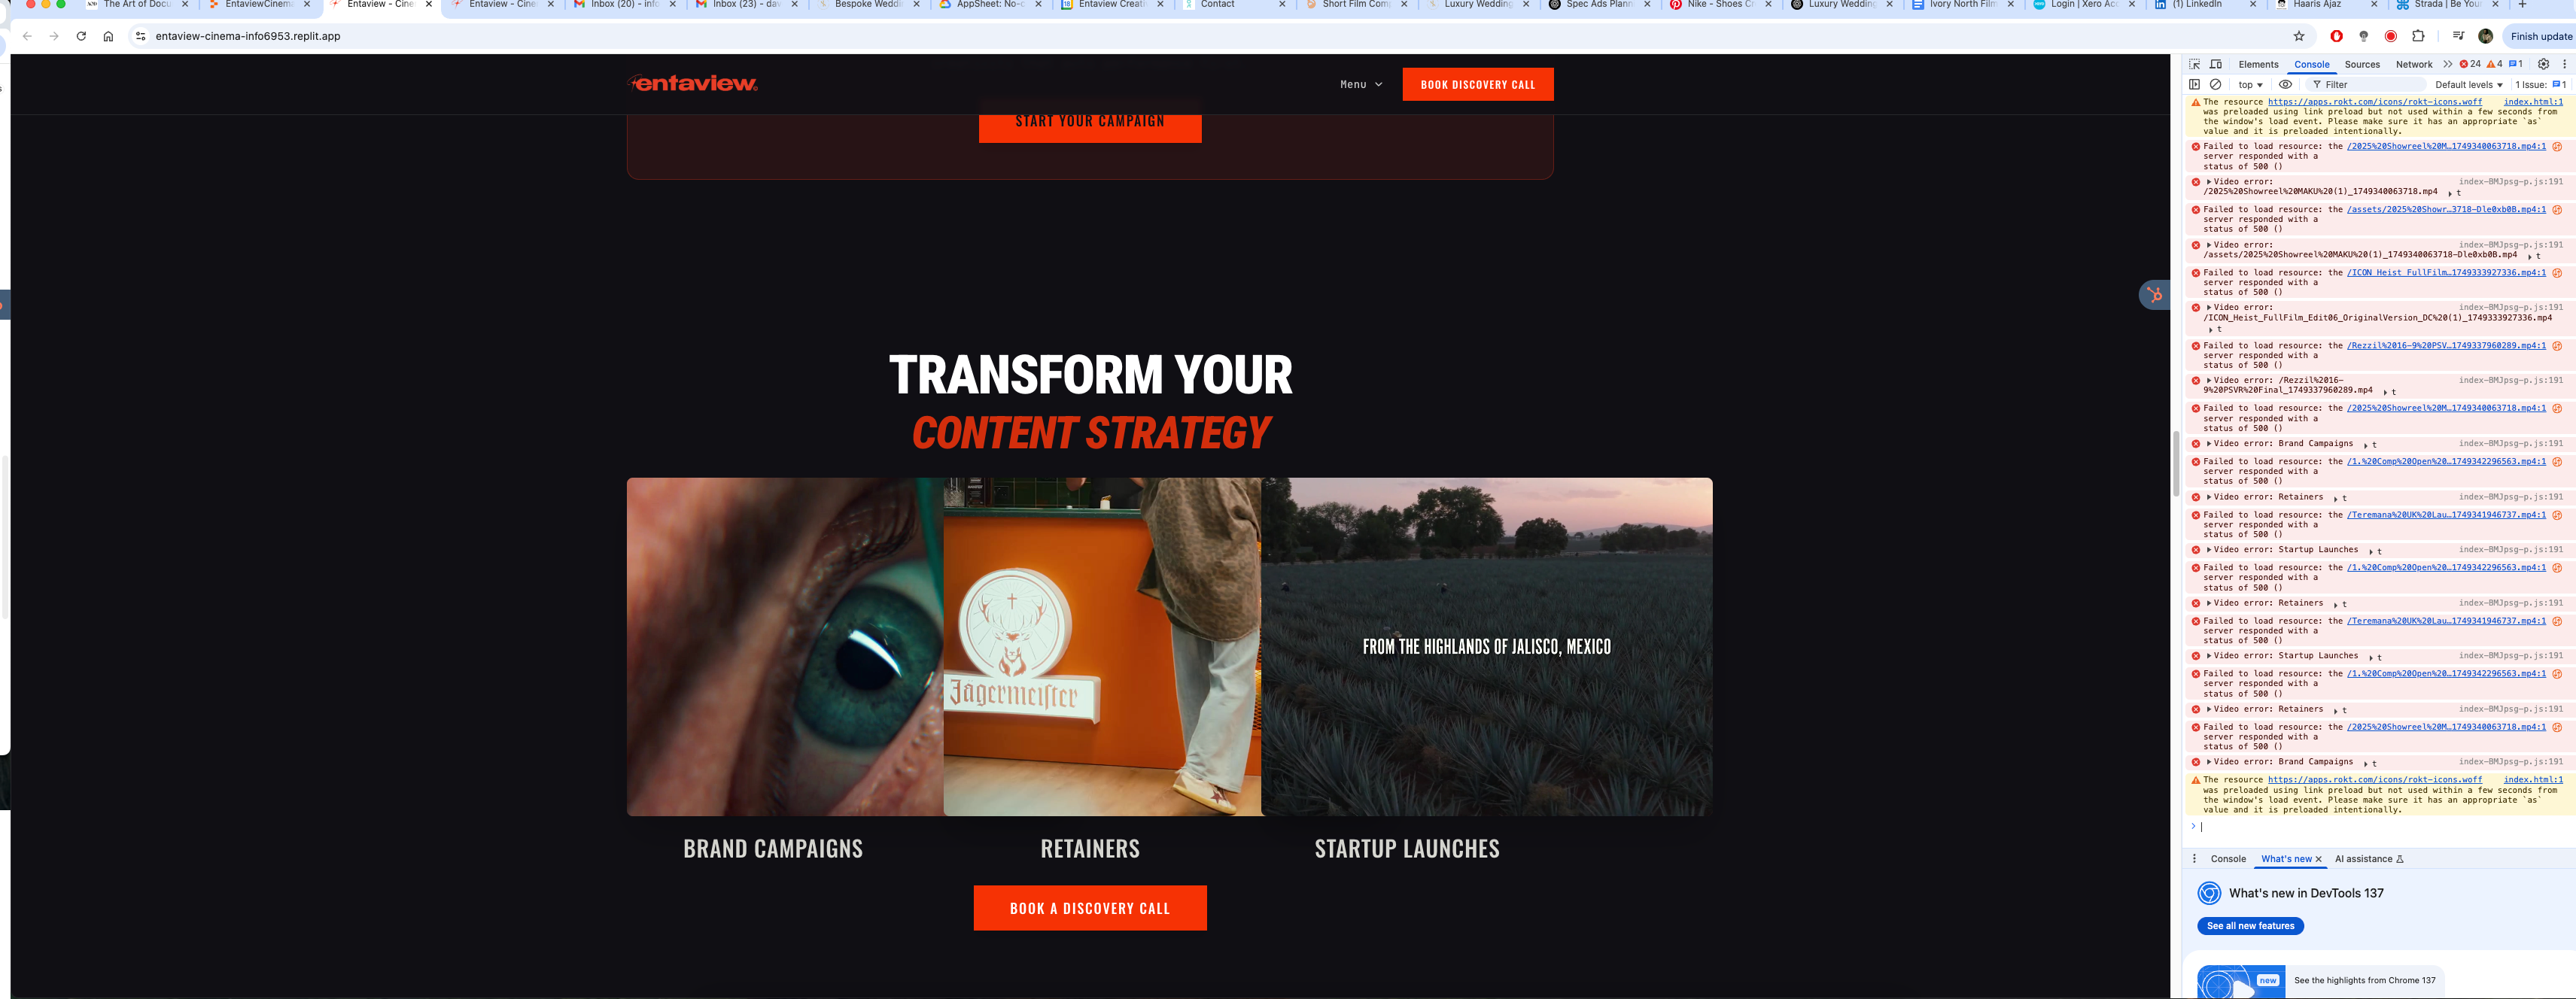 The Art of Docu
EntaviewCinema
Entaview - Cine
Entaview - Cine
Inbox (20) - info
Inbox (23) - dav
Bespoke Weddi
AppSheet: No-c
Entaview Creati
Contact
Short Film Com
Luxury Wedding
Spec Ads Plann
Nike - Shoes C
Luxury Wedding
Ivory North Film
Login | Xero Acc
(1) LinkedIn
Haaris Ajaz
Strada | Be You
entaview-cinema-info6953.replit.app
Finish update
entaview
Menu
BOOK DISCOVERY CALL
START YOUR CAMPAIGN
TRANSFORM YOUR
CONTENT STRATEGY
Jägermeister
FROM THE HIGHLANDS OF JALISCO, MEXICO
BRAND CAMPAIGNS
RETAINERS
STARTUP LAUNCHES
BOOK A DISCOVERY CALL
Elements Console Sources Network 24 4 1
top Filter Default levels 1 Issue: 1
The resource https://apps.rokt.com/icons/rokt-icons.woff index.html:1
was preloaded using link preload but not used within a few seconds from
the window's load event. Please make sure it has an appropriate `as`
value and it is preloaded intentionally.
Failed to load resource: the /2025%20Showreel%20M…1749340063718.mp4:1
server responded with a
status of 500 ()
Video error: index-BMJpsg-p.js:191
/2025%20Showreel%20MAKU%20(1)_1749340063718.mp4 t
Failed to load resource: the /assets/2025%20Showr…3718-Dle0xb0B.mp4:1
server responded with a
status of 500 ()
Video error: index-BMJpsg-p.js:191
/assets/2025%20Showreel%20MAKU%20(1)_1749340063718-Dle0xb0B.mp4 t
Failed to load resource: the /ICON_Heist_FullFilm…1749333927336.mp4:1
server responded with a
status of 500 ()
Video error: index-BMJpsg-p.js:191
/ICON_Heist_FullFilm_Edit06_OriginalVersion_DC%20(1)_1749333927336.mp4
t
Failed to load resource: the /Rezzil%2016-9%20PSV…1749337960289.mp4:1
server responded with a
status of 500 ()
Video error: /Rezzil%2016- index-BMJpsg-p.js:191
9%20PSVR%20Final_1749337960289.mp4 t
Failed to load resource: the /2025%20Showreel%20M…1749340063718.mp4:1
server responded with a
status of 500 ()
Video error: Brand Campaigns t index-BMJpsg-p.js:191
Failed to load resource: the /1.%20Comp%20Open%20…1749342296563.mp4:1
server responded with a
status of 500 ()
Video error: Retainers t index-BMJpsg-p.js:191
Failed to load resource: the /Teremana%20UK%20Lau…1749341946737.mp4:1
server responded with a
status of 500 ()
Video error: Startup Launches t index-BMJpsg-p.js:191
Failed to load resource: the /1.%20Comp%20Open%20…1749342296563.mp4:1
server responded with a
status of 500 ()
Video error: Retainers t index-BMJpsg-p.js:191
Failed to load resource: the /Teremana%20UK%20Lau…1749341946737.mp4:1
server responded with a
status of 500 ()
Video error: Startup Launches t index-BMJpsg-p.js:191
Failed to load resource: the /1.%20Comp%20Open%20…1749342296563.mp4:1
server responded with a
status of 500 ()
Video error: Retainers t index-BMJpsg-p.js:191
Failed to load resource: the /2025%20Showreel%20M…1749340063718.mp4:1
server responded with a
status of 500 ()
Video error: Brand Campaigns t index-BMJpsg-p.js:191
The resource https://apps.rokt.com/icons/rokt-icons.woff index.html:1
was preloaded using link preload but not used within a few seconds from
the window's load event. Please make sure it has an appropriate `as`
value and it is preloaded intentionally.
Console What's new AI assistance
What's new in DevTools 137
See all new features
new
See the highlights from Chrome 137